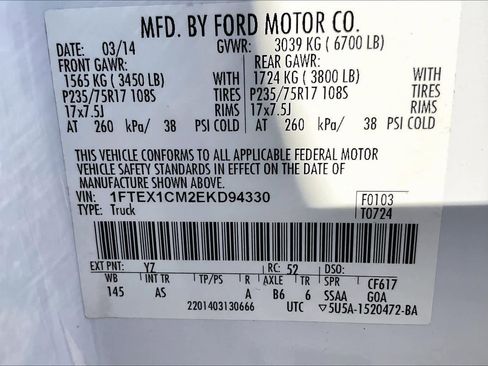 MFD. BY FORD MOTOR CO.
DATE: 03/14 GVWR: 3039 KG ( 6700 LB)
FRONT GAWR: REAR GAWR:
1565 KG ( 3450 LB) WITH 1724 KG ( 3800 LB) WITH
P235/75R17 108S TIRES P235/75R17 108S TIRES
17x7.5J RIMS 17x7.5J RIMS
AT 260 kPa/ 38 PSI COLD AT 260 kPa/ 38 PSI COLD
THIS VEHICLE CONFORMS TO ALL APPLICABLE FEDERAL MOTOR
VEHICLE SAFETY STANDARDS IN EFFECT ON THE DATE OF
MANUFACTURE SHOWN ABOVE.
VIN: 1FTEX1CM2EKD94330 F0103
TYPE: Truck T0724
EXT PNT: YZ RC: 52 DSO:
WB INT TR TP/PS R AXLE TR SPR CF617
145 AS A B6 6 SSAA GOA
2201403130666 UTC ▽5U5A-1520472-BA